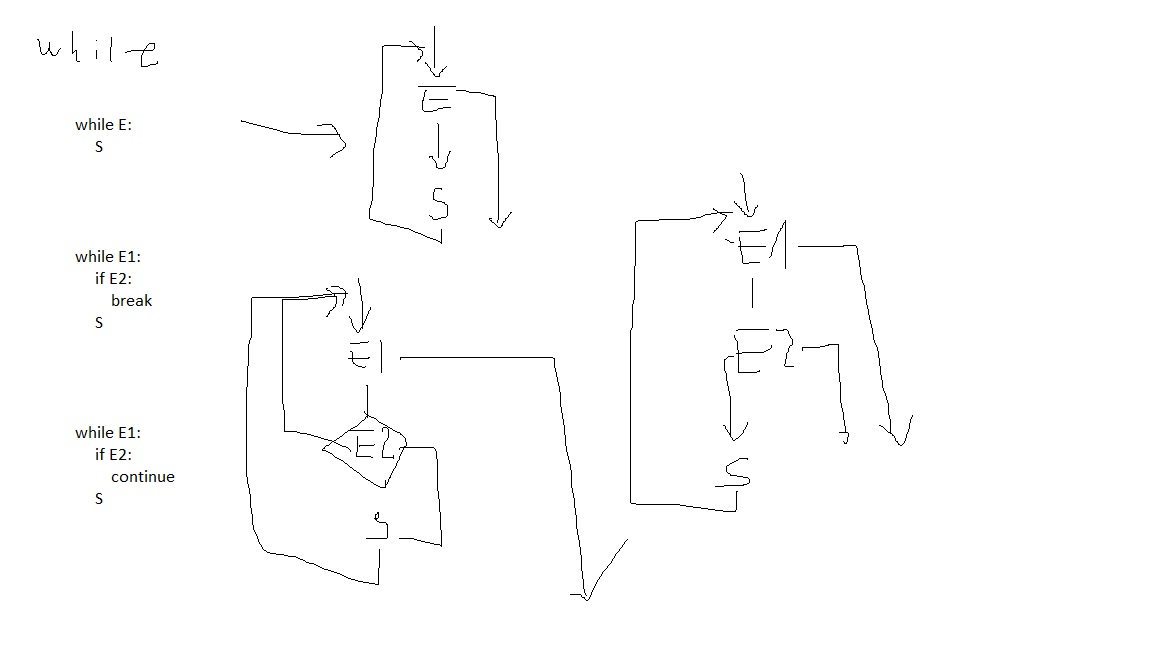 while
while E:
S
while E1:
if E2:
break
S
while E1:
if E2:
continue
S
E
S
E1
E2
S
E1
E2
S